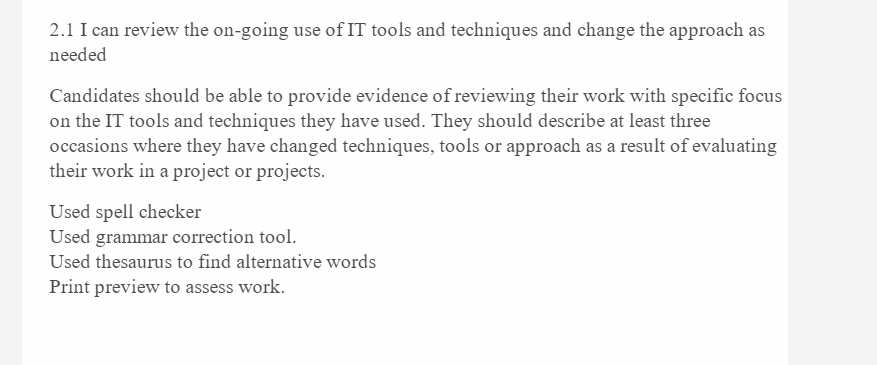 2.1 I can review the on-going use of IT tools and techniques and change the approach as
needed
Candidates should be able to provide evidence of reviewing their work with specific focus
on the IT tools and techniques they have used. They should describe at least three
occasions where they have changed techniques, tools or approach as a result of evaluating
their work in a project or projects.
Used spell checker
Used grammar correction tool.
Used thesaurus to find alternative words
Print preview to assess work.